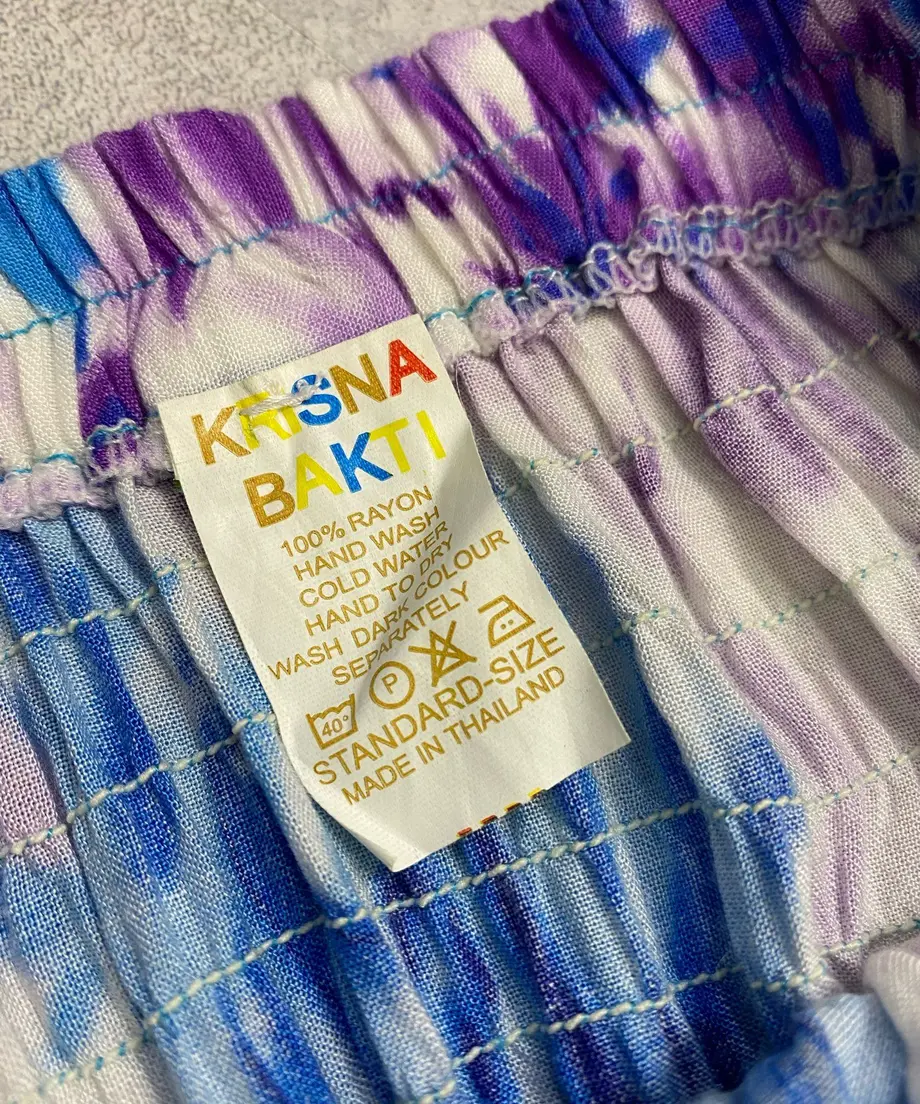 KRISNA
BAKTI
100% RAYON
HAND WASH
COLD WATER
HAND TO DRY
WASH DARK COLOUR
SEPARATELY
40° P
STANDARD-SIZE
MADE IN THAILAND